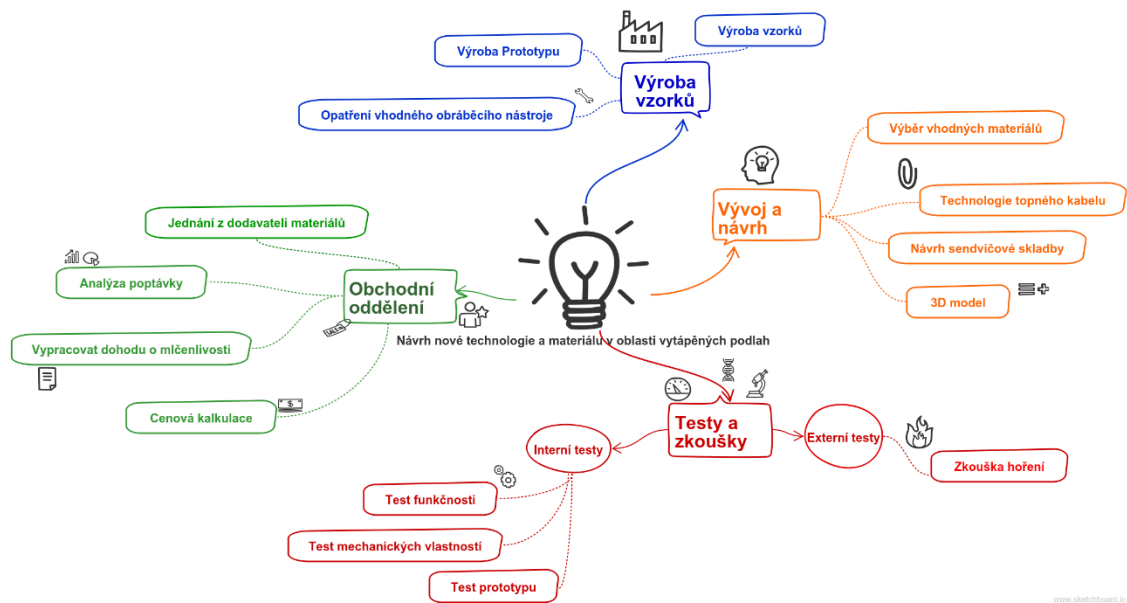 Výroba vzorků
Výroba Prototypu
Výroba
vzorků
Opatření vhodného obráběcího nástroje
Výběr vhodných materiálů
Vývoj a
návrh
Technologie topného kabelu
Návrh sendvičové skladby
3D model
Jednání z dodavateli materiálů
Analýza poptávky
Obchodní
oddělení
SALE
Vypracovat dohodu o mlčenlivosti
Cenová kalkulace
$
Návrh nové technologie a materiálu v oblasti vytápěných podlah
Testy a
zkoušky
Interní testy
Externí testy
Zkouška hoření
Test funkčnosti
Test mechanických vlastností
Test prototypu
www.sketchboard.io